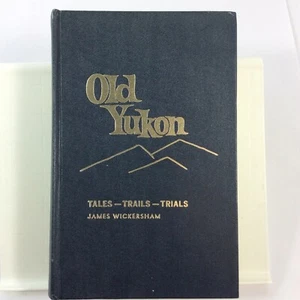 Old
Yukon
TALES — TRAILS — TRIALS
JAMES WICKERSHAM